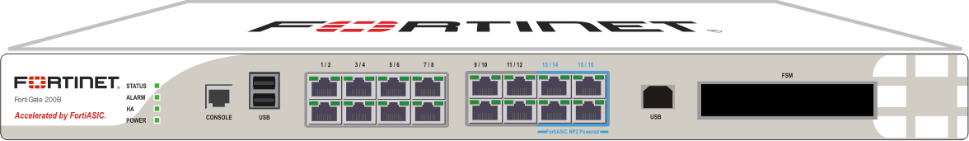 FORTINET
FORTINET
FortiGate 200B
Accelerated by FortiASIC
STATUS
ALARM
HA
POWER
CONSOLE
USB
1 / 2 3 / 4 5 / 6 7 / 8
9 / 10 11 / 12 13 / 14 15 / 16
FortiASIC NP2 Powered
USB
FSM